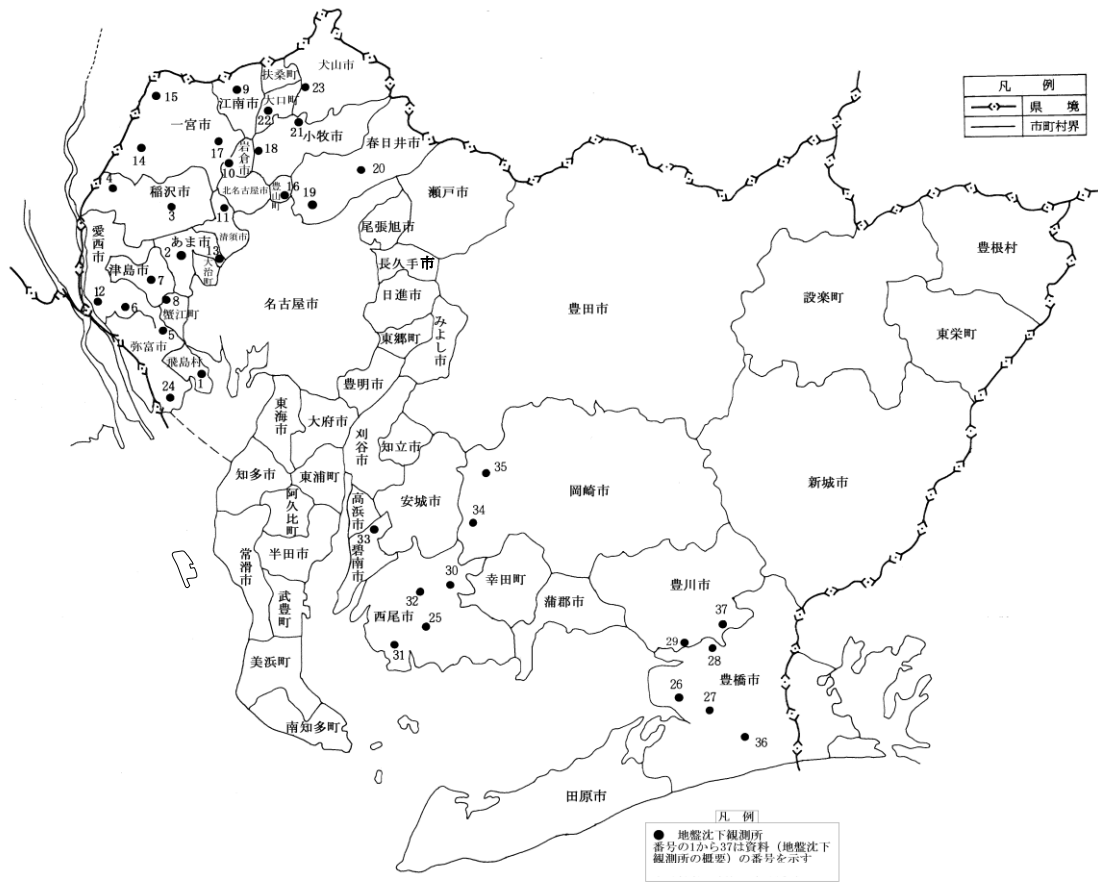 凡 例
県 境
市町村界
犬山市
扶桑町
23
9
15
江南市
大口町
22
21
一宮市
小牧市
春日井市
17
岩倉市
18
14
10
20
瀬戸市
4
稲沢市
北名古屋市
豊山町
16
19
3
11
尾張旭市
豊根村
愛西市
あま市
清須市
2
13
大治町
長久手市
津島市
7
日進市
名古屋市
豊田市
設楽町
12
6
8
蟹江町
みよし市
東栄町
5
東郷町
弥富市
飛島村
1
豊明市
24
東海市
大府市
刈谷市
知立市
知多市
東浦町
35
岡崎市
新城市
阿久比町
高浜市
安城市
34
33
半田市
碧南市
常滑市
30
幸田町
豊川市
武豊町
32
蒲郡市
西尾市
25
37
31
29
28
美浜町
豊橋市
26
27
南知多町
36
田原市
凡 例
地盤沈下観測所
番号の1から37は資料（地盤沈下
観測所の概要）の番号を示す